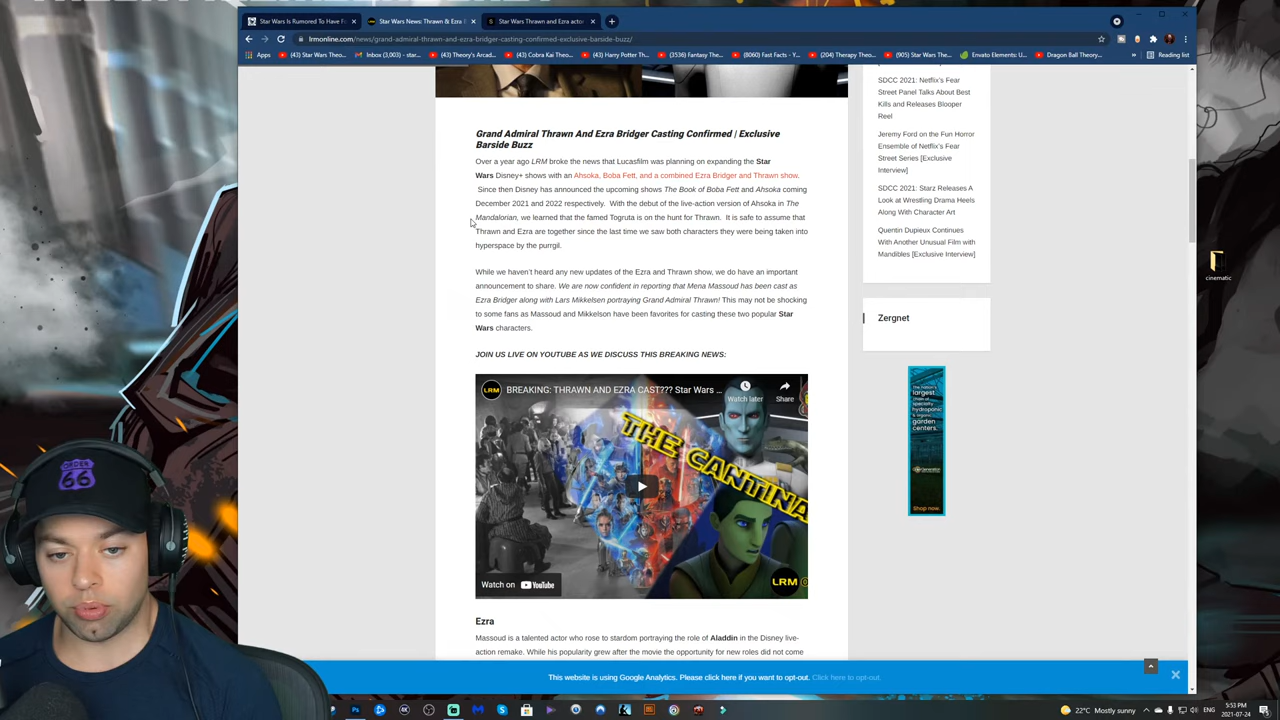 Star Wars Is Rumored To Have F
Star Wars News: Thrawn & Ezra
Star Wars Thrawn and Ezra actor
lrmonline.com/news/grand-admiral-thrawn-and-ezra-bridger-casting-confirmed-exclusive-barside-buzz/
Apps
(43) Star Wars Theo...
Inbox (3,003) - star...
(43) Theory's Arcad...
(43) Cobra Kai Theor...
(43) Harry Potter Th...
(3536) Fantasy The...
(8060) Fast Facts - Y...
(204) Therapy Theor...
(905) Star Wars The...
Envato Elements: U...
Dragon Ball Theory...
»
Reading list
Grand Admiral Thrawn And Ezra Bridger Casting Confirmed | Exclusive
Barside Buzz
Over a year ago LRM broke the news that Lucasfilm was planning on expanding the Star
Wars Disney+ shows with an Ahsoka, Boba Fett, and a combined Ezra Bridger and Thrawn show.
Since then Disney has announced the upcoming shows The Book of Boba Fett and Ahsoka coming
December 2021 and 2022 respectively. With the debut of the live-action version of Ahsoka in The
Mandalorian, we learned that the famed Togruta is on the hunt for Thrawn. It is safe to assume that
Thrawn and Ezra are together since the last time we saw both characters they were being taken into
hyperspace by the purrgil.
While we haven't heard any new updates of the Ezra and Thrawn show, we do have an important
announcement to share. We are now confident in reporting that Mena Massoud has been cast as
Ezra Bridger along with Lars Mikkelsen portraying Grand Admiral Thrawn! This may not be shocking
to some fans as Massoud and Mikkelson have been favorites for casting these two popular Star
Wars characters.
JOIN US LIVE ON YOUTUBE AS WE DISCUSS THIS BREAKING NEWS:
LRM
BREAKING: THRAWN AND EZRA CAST??? Star Wars ...
Watch later
Share
THE CANTINA
Watch on YouTube
LRM
Ezra
Massoud is a talented actor who rose to stardom portraying the role of Aladdin in the Disney live-
action remake. While his popularity grew after the movie the opportunity for new roles did not come
SDCC 2021: Netflix's Fear
Street Panel Talks About Best
Kills and Releases Blooper
Reel
Jeremy Ford on the Fun Horror
Ensemble of Netflix's Fear
Street Series [Exclusive
Interview]
SDCC 2021: Starz Releases A
Look at Wrestling Drama Heels
Along With Character Art
Quentin Dupieux Continues
With Another Unusual Film with
Mandibles [Exclusive Interview]
Zergnet
The nation's
largest
chain of
specialty
hydroponic
& organic
garden
centers.
Shop now.
This website is using Google Analytics. Please click here if you want to opt-out. Click here to opt-out.
cinematic
ORDER
66
22°C Mostly sunny
ENG
5:53 PM
2021-07-24